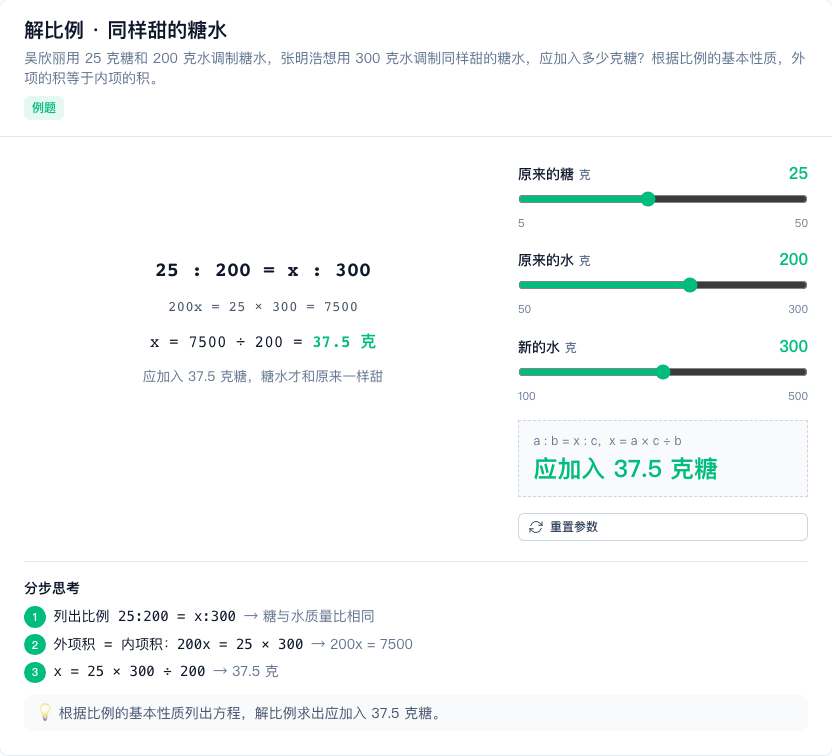 解比例 · 同样甜的糖水
吴欣丽用 25 克糖和 200 克水调制糖水，张明浩想用 300 克水调制同样甜的糖水，应加入多少克糖？根据比例的基本性质，外
项的积等于内项的积。
例题
25 : 200 = x : 300
200x = 25 × 300 = 7500
x = 7500 ÷ 200 = 37.5 克
应加入 37.5 克糖，糖水才和原来一样甜
原来的糖 克 25
5 50
原来的水 克 200
50 300
新的水 克 300
100 500
a : b = x : c，x = a × c ÷ b
应加入 37.5 克糖
重置参数
分步思考
1 列出比例 25:200 = x:300 → 糖与水质量比相同
2 外项积 = 内项积：200x = 25 × 300 → 200x = 7500
3 x = 25 × 300 ÷ 200 → 37.5 克
根据比例的基本性质列出方程，解比例求出应加入 37.5 克糖。